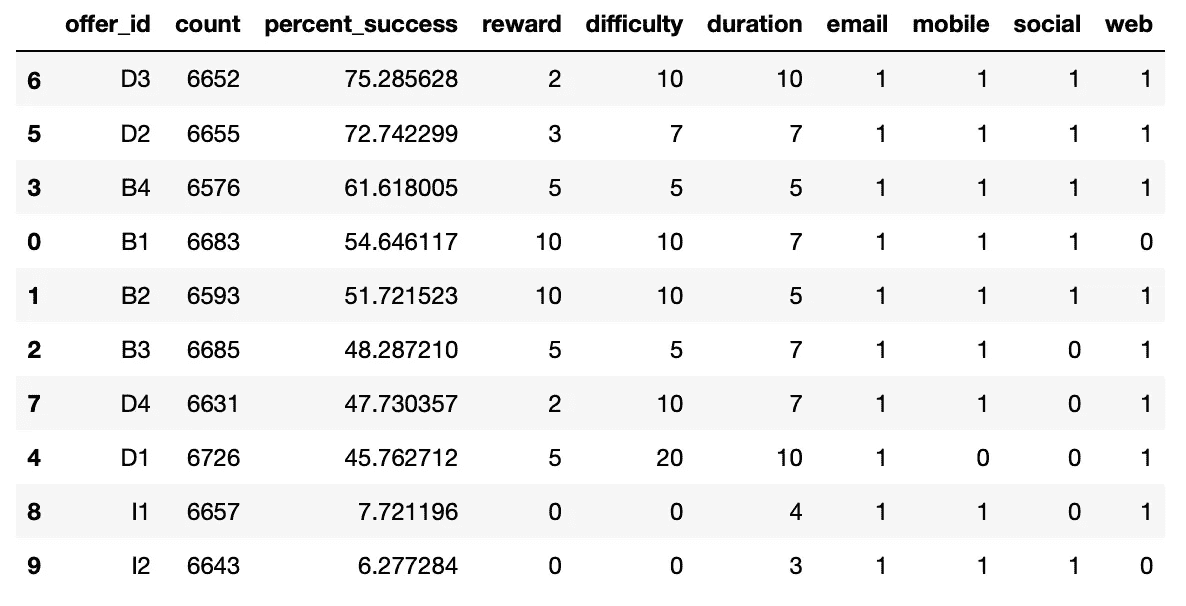 offer_id count percent_success reward difficulty duration email mobile social web
6 D3 6652 75.285628 2 10 10 1 1 1 1
5 D2 6655 72.742299 3 7 7 1 1 1 1
3 B4 6576 61.618005 5 5 5 1 1 1 1
0 B1 6683 54.646117 10 10 7 1 1 1 0
1 B2 6593 51.721523 10 10 5 1 1 1 1
2 B3 6685 48.287210 5 5 7 1 1 0 1
7 D4 6631 47.730357 2 10 7 1 1 0 1
4 D1 6726 45.762712 5 20 10 1 0 0 1
8 I1 6657 7.721196 0 0 4 1 1 0 1
9 I2 6643 6.277284 0 0 3 1 1 1 0